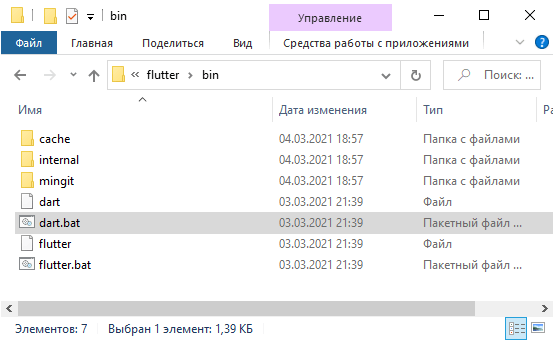 bin
Управление
Файл Главная Поделиться Вид Средства работы с приложениями
« flutter > bin Поиск: ...
Имя Дата изменения Тип Ра
cache 04.03.2021 18:57 Папка с файлами
internal 04.03.2021 18:57 Папка с файлами
mingit 04.03.2021 18:57 Папка с файлами
dart 03.03.2021 21:39 Файл
dart.bat 03.03.2021 21:39 Пакетный файл ...
flutter 03.03.2021 21:39 Файл
flutter.bat 03.03.2021 21:39 Пакетный файл ...
Элементов: 7 Выбран 1 элемент: 1,39 КБ